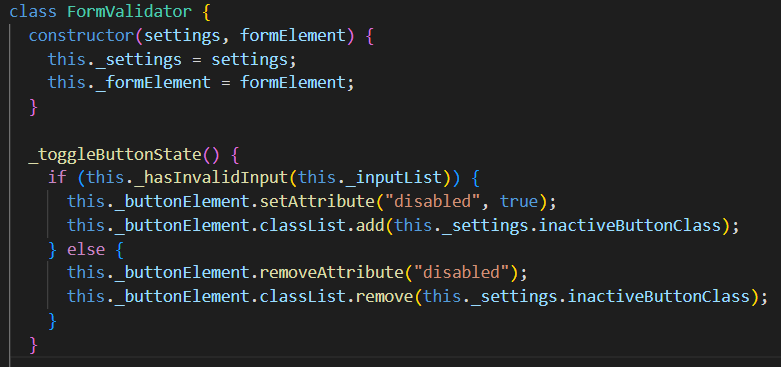 class FormValidator {
  constructor(settings, formElement) {
    this._settings = settings;
    this._formElement = formElement;
  }

  _toggleButtonState() {
    if (this._hasInvalidInput(this._inputList)) {
      this._buttonElement.setAttribute("disabled", true);
      this._buttonElement.classList.add(this._settings.inactiveButtonClass);
    } else {
      this._buttonElement.removeAttribute("disabled");
      this._buttonElement.classList.remove(this._settings.inactiveButtonClass);
    }
  }